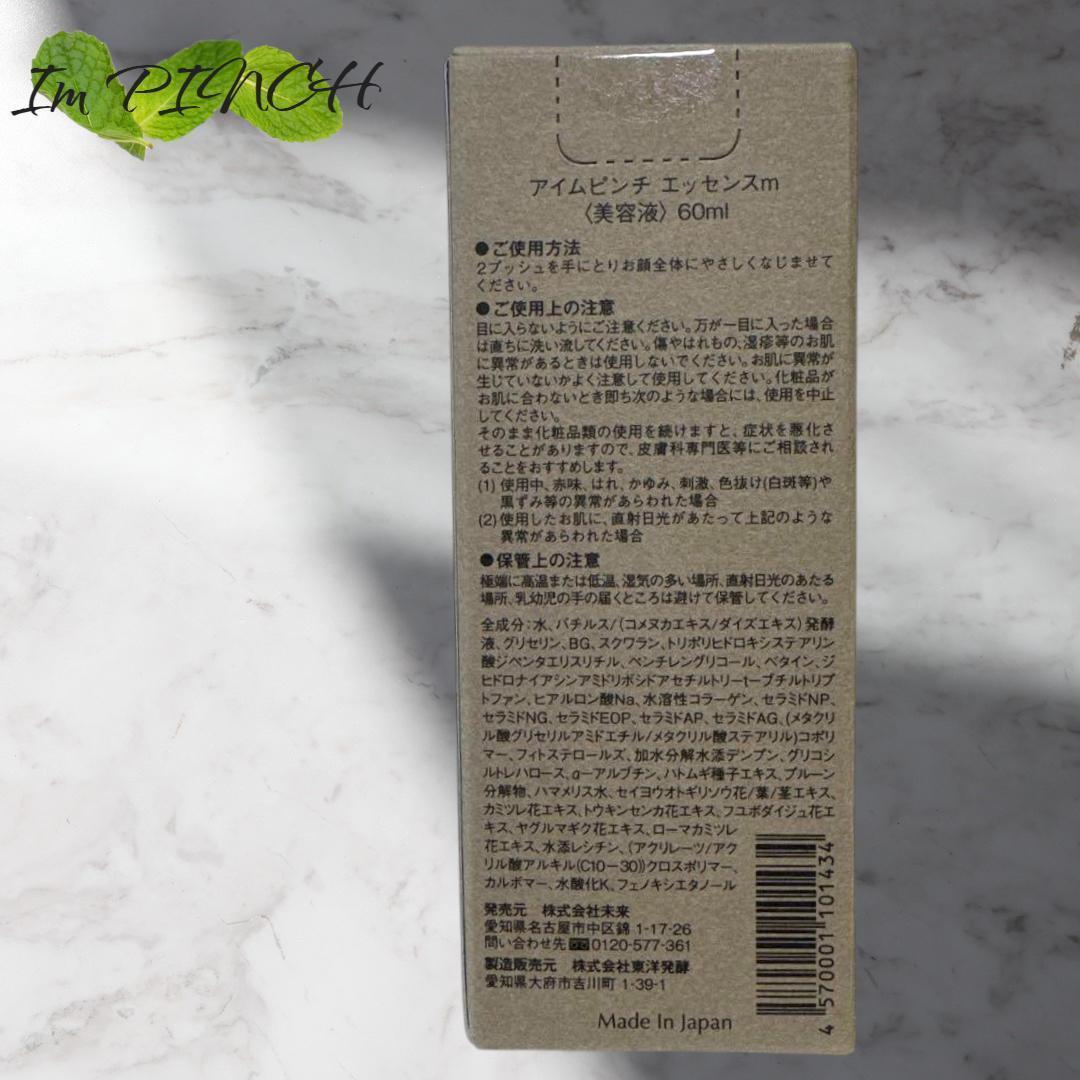 Im PINCH
アイムピンチ エッセンスm
〈美容液〉 60ml
●ご使用方法
2プッシュを手にとりお顔全体にやさしくなじませて
ください。
●ご使用上の注意
目に入らないようにご注意ください。万が一目に入った場合
は直ちに洗い流してください。傷やはれもの、湿疹等のお肌
に異常があるときは使用しないでください。お肌に異常が
生じていないかよく注意して使用してください。化粧品が
お肌に合わないとき即ち次のような場合には、使用を中止
してください。
そのまま化粧品類の使用を続けますと、症状を悪化さ
せることがありますので、皮膚科専門医等にご相談され
ることをおすすめします。
(1) 使用中、赤味、はれ、かゆみ、刺激、色抜け(白斑等)や
黒ずみ等の異常があらわれた場合
(2) 使用したお肌に、直射日光があたって上記のような
異常があらわれた場合
●保管上の注意
極端に高温または低温、湿気の多い場所、直射日光のあたる
場所、乳幼児の手の届くところは避けて保管してください。
全成分：水、バチルス/(コメヌカエキス/ダイズエキス)発酵
液、グリセリン、BG、スクワラン、トリポリヒドロキシステアリン
酸ジペンタエリスリチル、ペンチレングリコール、ベタイン、ジ
ヒドロナイアシンアミドリボシドアセチルトリーtーブチルトリプ
トファン、ヒアルロン酸Na、水溶性コラーゲン、セラミドNP、
セラミドNG、セラミドEOP、セラミドAP、セラミドAG、(メタクリ
ル酸グリセリルアミドエチル/メタクリル酸ステアリル)コポリ
マー、フィトステロールズ、加水分解水添デンプン、グリコシ
ルトレハロース、α－アルブチン、ハトムギ種子エキス、プルーン
分解物、ハマメリス水、セイヨウオトギリソウ花/葉/茎エキス、
カミツレ花エキス、トウキンセンカ花エキス、フユボダイジュ花エ
キス、ヤグルマギク花エキス、ローマカミツレ
花エキス、水添レシチン、(アクリレーツ/アク
リル酸アルキル(C10－30))クロスポリマー、
カルボマー、水酸化K、フェノキシエタノール
発売元 株式会社未来
愛知県名古屋市中区錦 1-17-26
問い合わせ先 0120-577-361
製造販売元 株式会社東洋発酵
愛知県大府市吉川町 1-39-1
Made In Japan
4 570001 101434